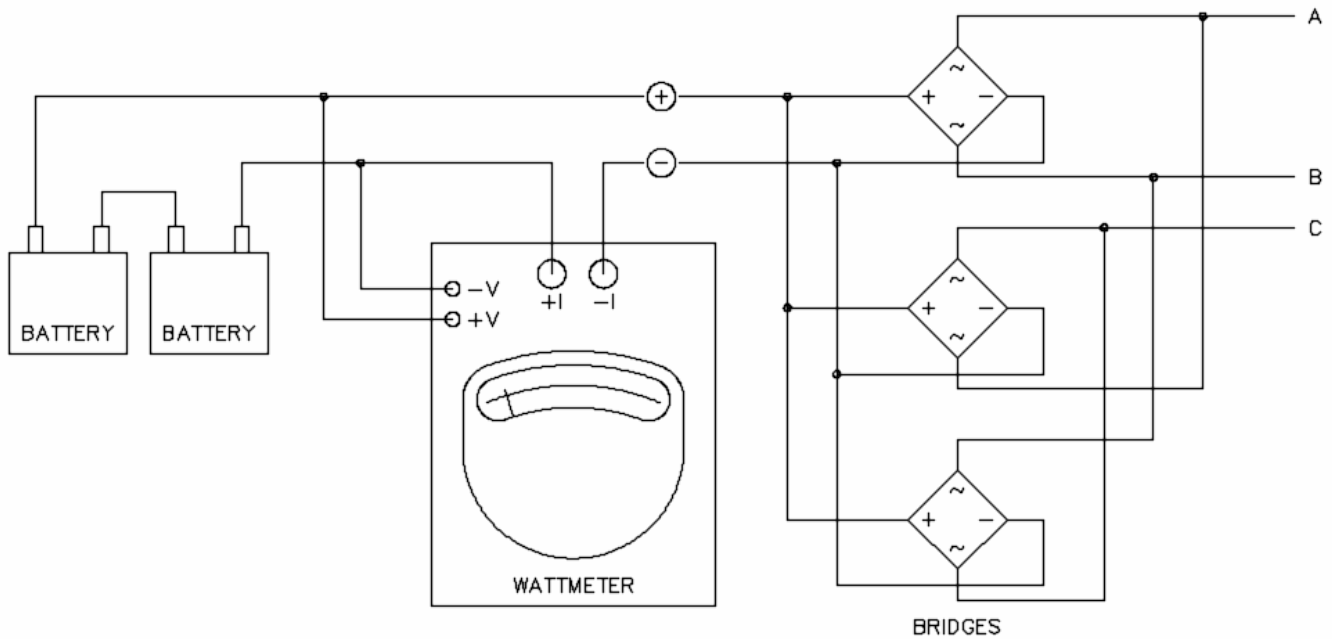 A
~
+ + −
~
−
B
C
~
−V
+I −I
+ −
+V
BATTERY BATTERY
~
~
+ −
~
WATTMETER
BRIDGES